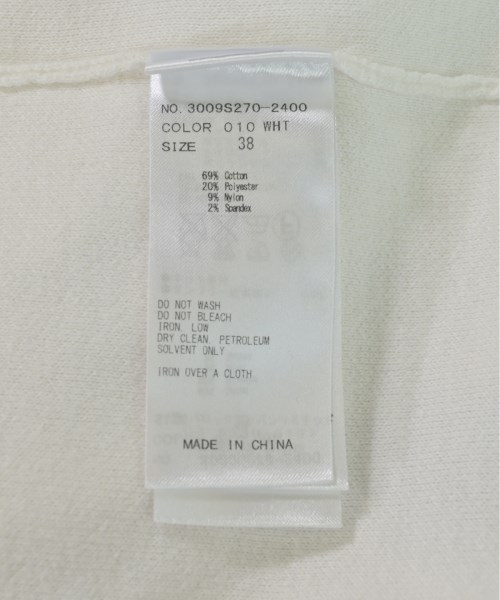 NO. 3009S270-2400
COLOR 010 WHT
SIZE 38
69% Cotton
20% Polyester
9% Nylon
2% Spandex
DO NOT WASH
DO NOT BLEACH
IRON, LOW
DRY CLEAN, PETROLEUM
SOLVENT ONLY
IRON OVER A CLOTH.
MADE IN CHINA